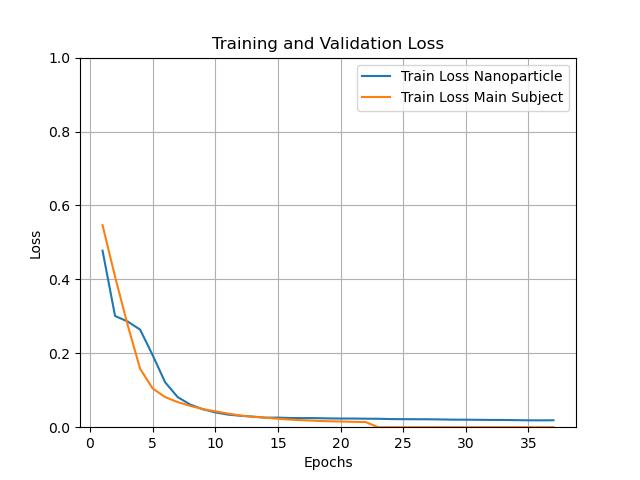 Training and Validation Loss
Train Loss Nanoparticle
Train Loss Main Subject
Loss
1.0
0.8
0.6
0.4
0.2
0.0
0 5 10 15 20 25 30 35
Epochs